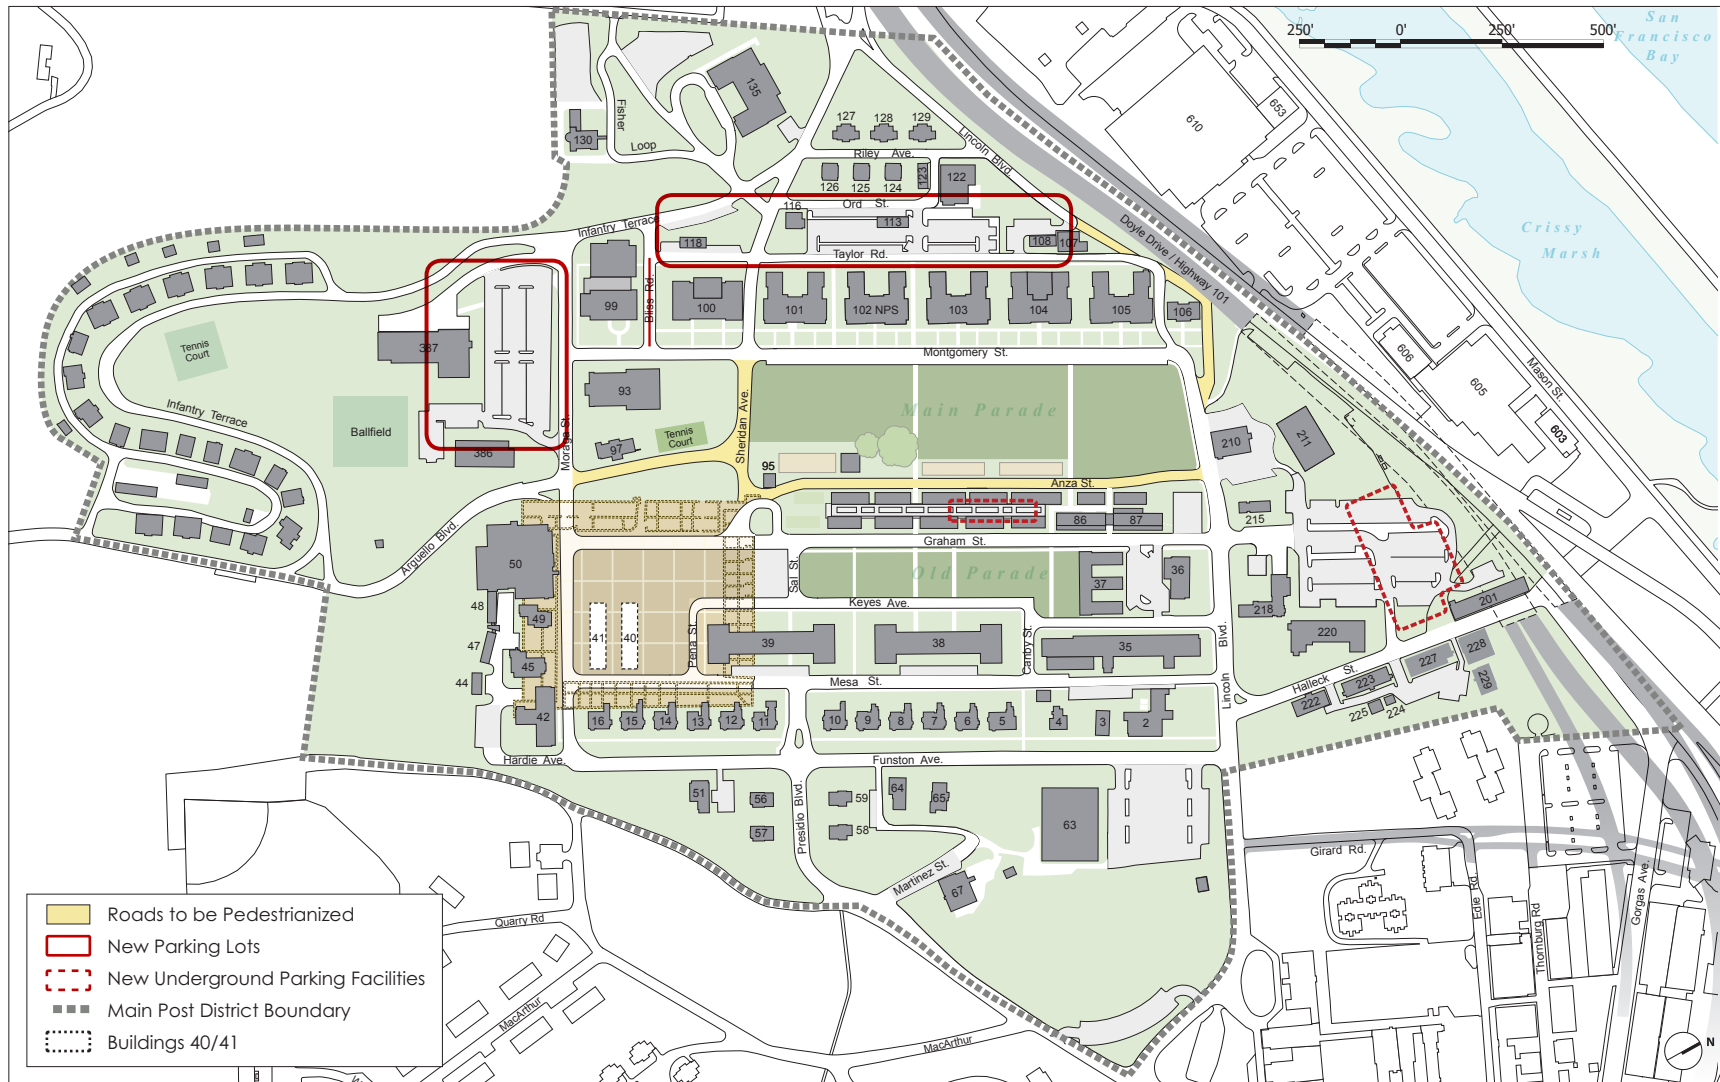 250'
0'
250'
500'
San
Francisco
Bay
Crissy
Marsh
653
610
135
Fisher
Loop
130
127
128
129
Riley Ave.
Lincoln Blvd.
126
125
124
123
122
Ord St.
116
113
118
108
107
Infantry Terrace
Taylor Rd.
Doyle Drive / Highway 101
Bliss Rd.
99
100
101
102 NPS
103
104
105
106
Montgomery St.
606
605
Mason St.
603
Tennis
Court
387
Infantry Terrace
Ballfield
386
Moraga St.
93
97
Tennis
Court
Sheridan Ave.
Main Parade
95
Anza St.
210
211
86
87
215
Graham St.
Arguello Blvd.
50
Sal St.
Old Parade
37
36
48
49
47
45
44
42
41
40
Keyes Ave.
Pena St.
39
38
Canby St.
35
Lincoln Blvd.
218
220
201
Mesa St.
Halleck St.
228
227
229
223
222
225
224
16
15
14
13
12
11
10
9
8
7
6
5
4
3
2
Hardie Ave.
Funston Ave.
51
56
57
Presidio Blvd.
59
58
64
65
63
Martinez St.
67
Girard Rd.
Edie Rd.
Thornburg Rd
Gorgas Ave.
Quarry Rd
MacArthur
MacArthur
N
Roads to be Pedestrianized
New Parking Lots
New Underground Parking Facilities
Main Post District Boundary
Buildings 40/41